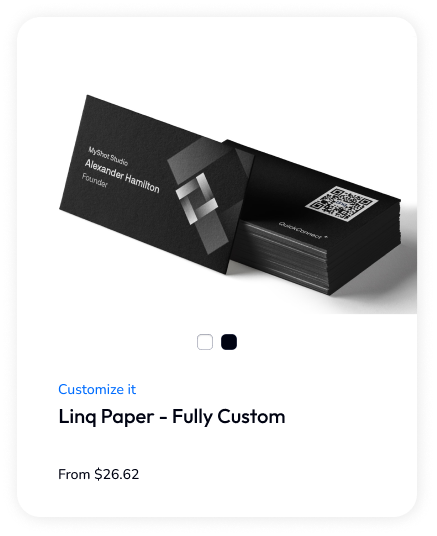 MyShot Studio
Alexander Hamilton
Founder
QuickConnect
Customize it
Linq Paper - Fully Custom
From $26.62